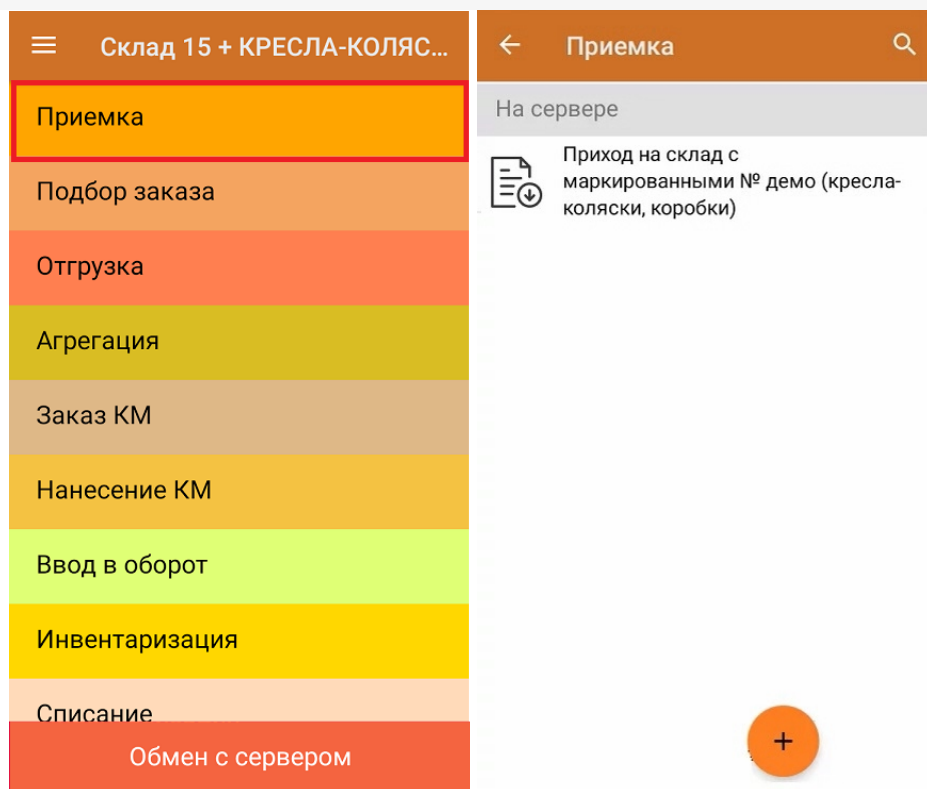 Склад 15 + КРЕСЛА-КОЛЯС...
Приемка
Подбор заказа
Отгрузка
Агрегация
Заказ КМ
Нанесение КМ
Ввод в оборот
Инвентаризация
Списание
Обмен с сервером
Приемка
На сервере
Приход на склад с
маркированными № демо (кресла-
коляски, коробки)